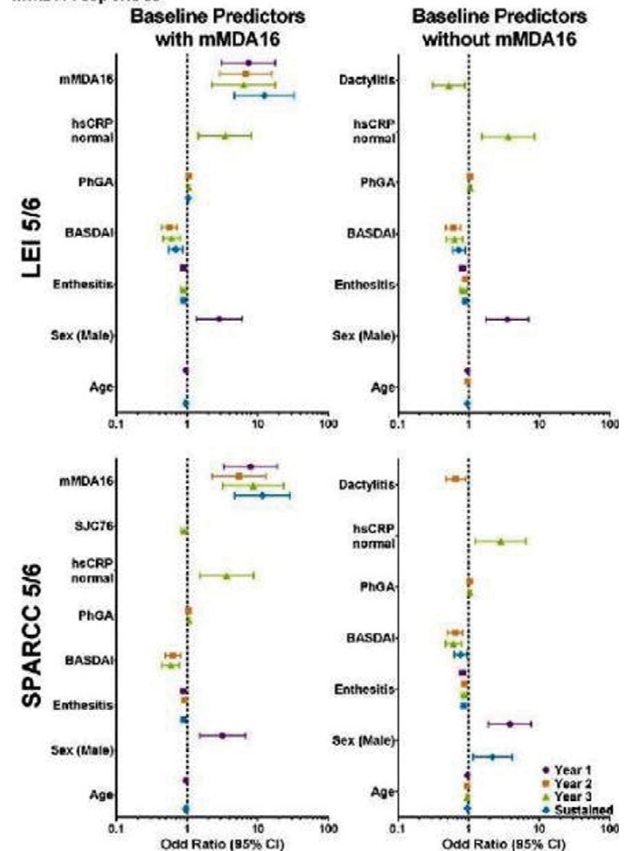 Baseline Predictors
with mMDA16
Baseline Predictors
without mMDA16
LEI 5/6
mMDA16
hsCRP
normal
PhGA
BASDAI
Enthesitis
Sex (Male)
Age
0.1 1 10 100
Dactylitis
hsCRP
normal
PhGA
BASDAI
Enthesitis
Sex (Male)
Age
0.1 1 10 100
SPARCC 5/6
mMDA16
SJC76
hsCRP
normal
PhGA
BASDAI
Enthesitis
Sex (Male)
Age
0.1 1 10 100
Odd Ratio (95% CI)
Dactylitis
hsCRP
normal
PhGA
BASDAI
Enthesitis
Sex (Male)
Age
Year 1
Year 2
Year 3
Sustained
0.1 1 10 100
Odd Ratio (95% CI)